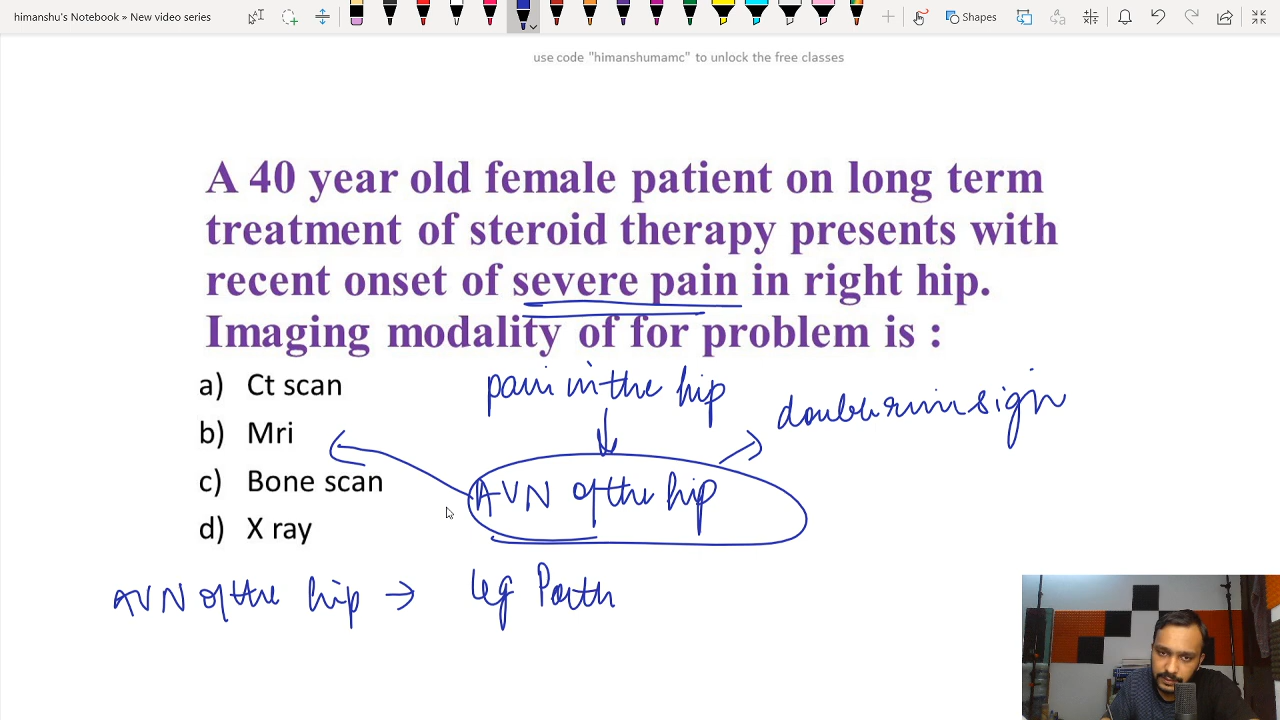 himanshu's Notebook » New video series
Shapes
use code "himanshumamc" to unlock the free classes
A 40 year old female patient on long term
treatment of steroid therapy presents with
recent onset of severe pain in right hip.
Imaging modality of for problem is :
a) Ct scan
b) Mri
c) Bone scan
d) X ray
pain in the hip
double rim sign
AVN of the hip
AVN of the hip → leg Perth